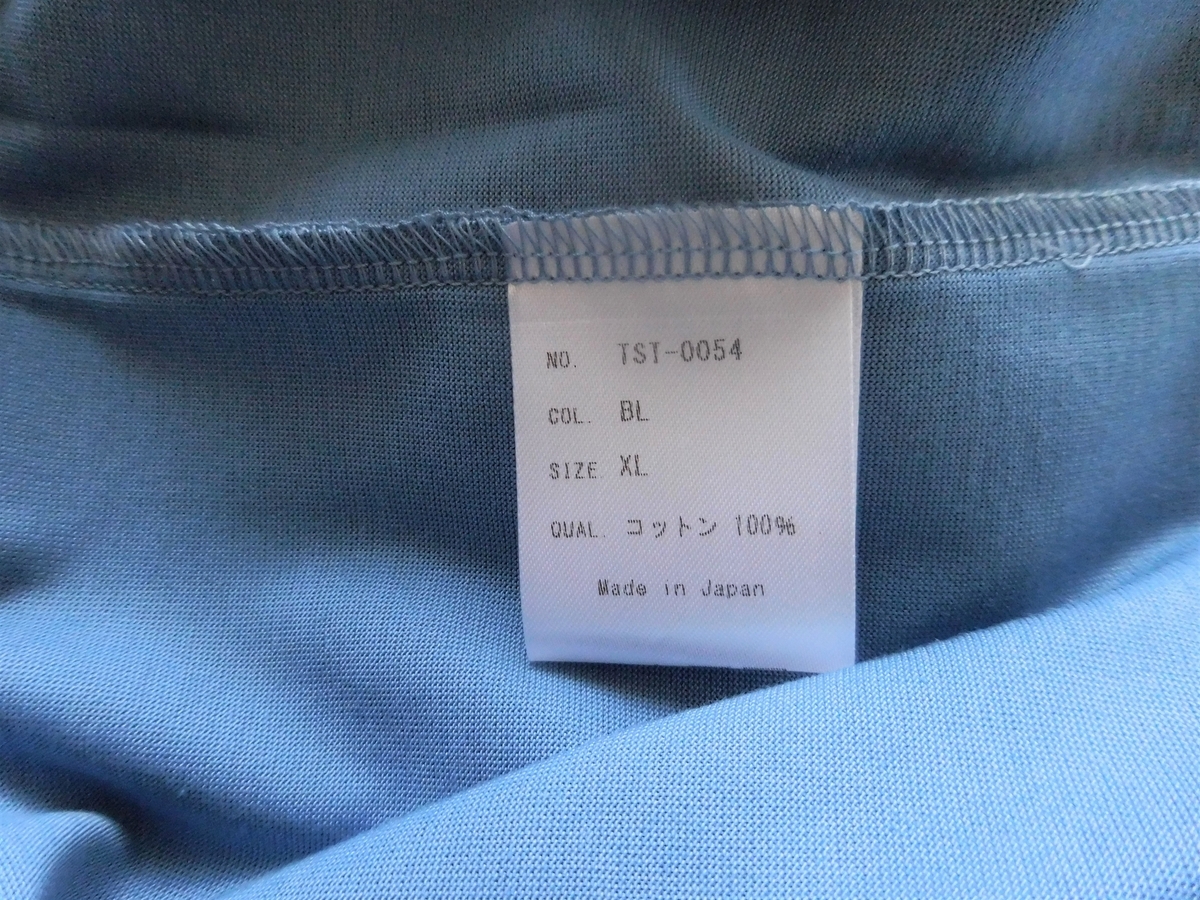 NO. TST-0054
COL. BL
SIZE XL
QUAL. コットン 100%
Made in Japan